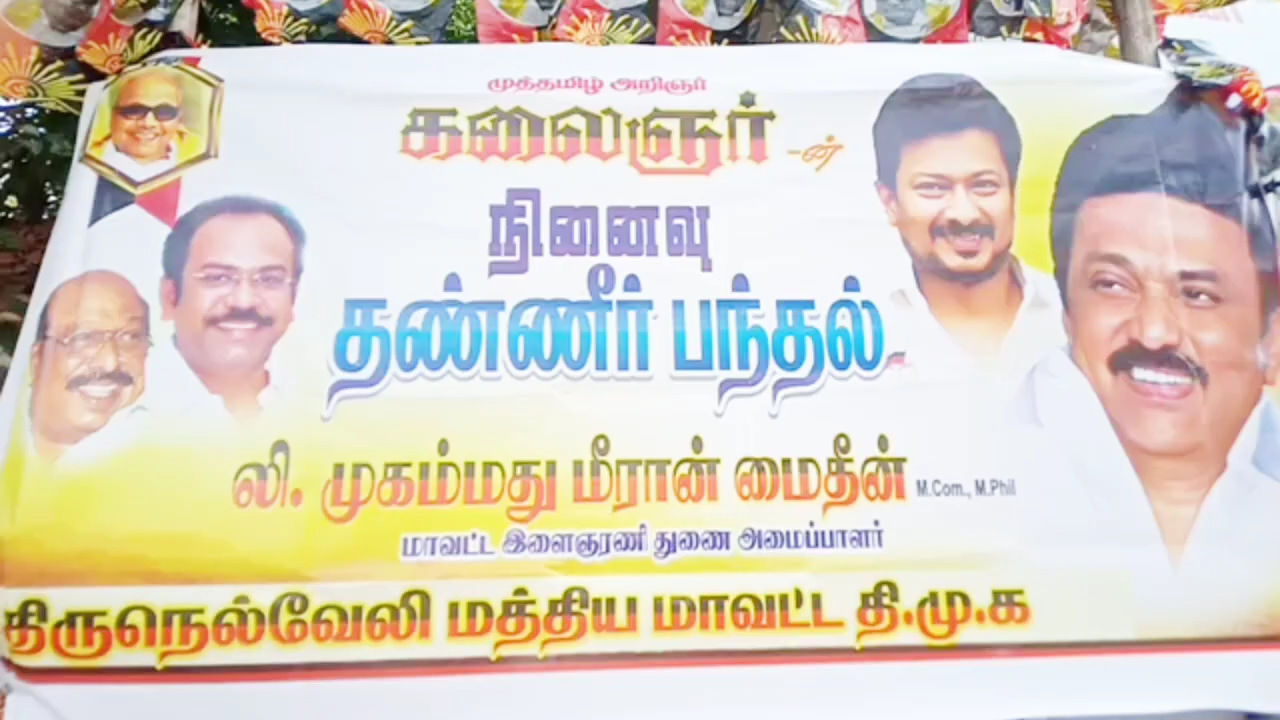 முத்தமிழ் அறிஞர்
கலைஞர் -ன்
நினைவு
தண்ணீர் பந்தல்
லி. முகம்மது மீரான் மைதீன் M.Com., M.Phil
மாவட்ட இளைஞரணி துணை அமைப்பாளர்
திருநெல்வேலி மத்திய மாவட்ட தி.மு.க